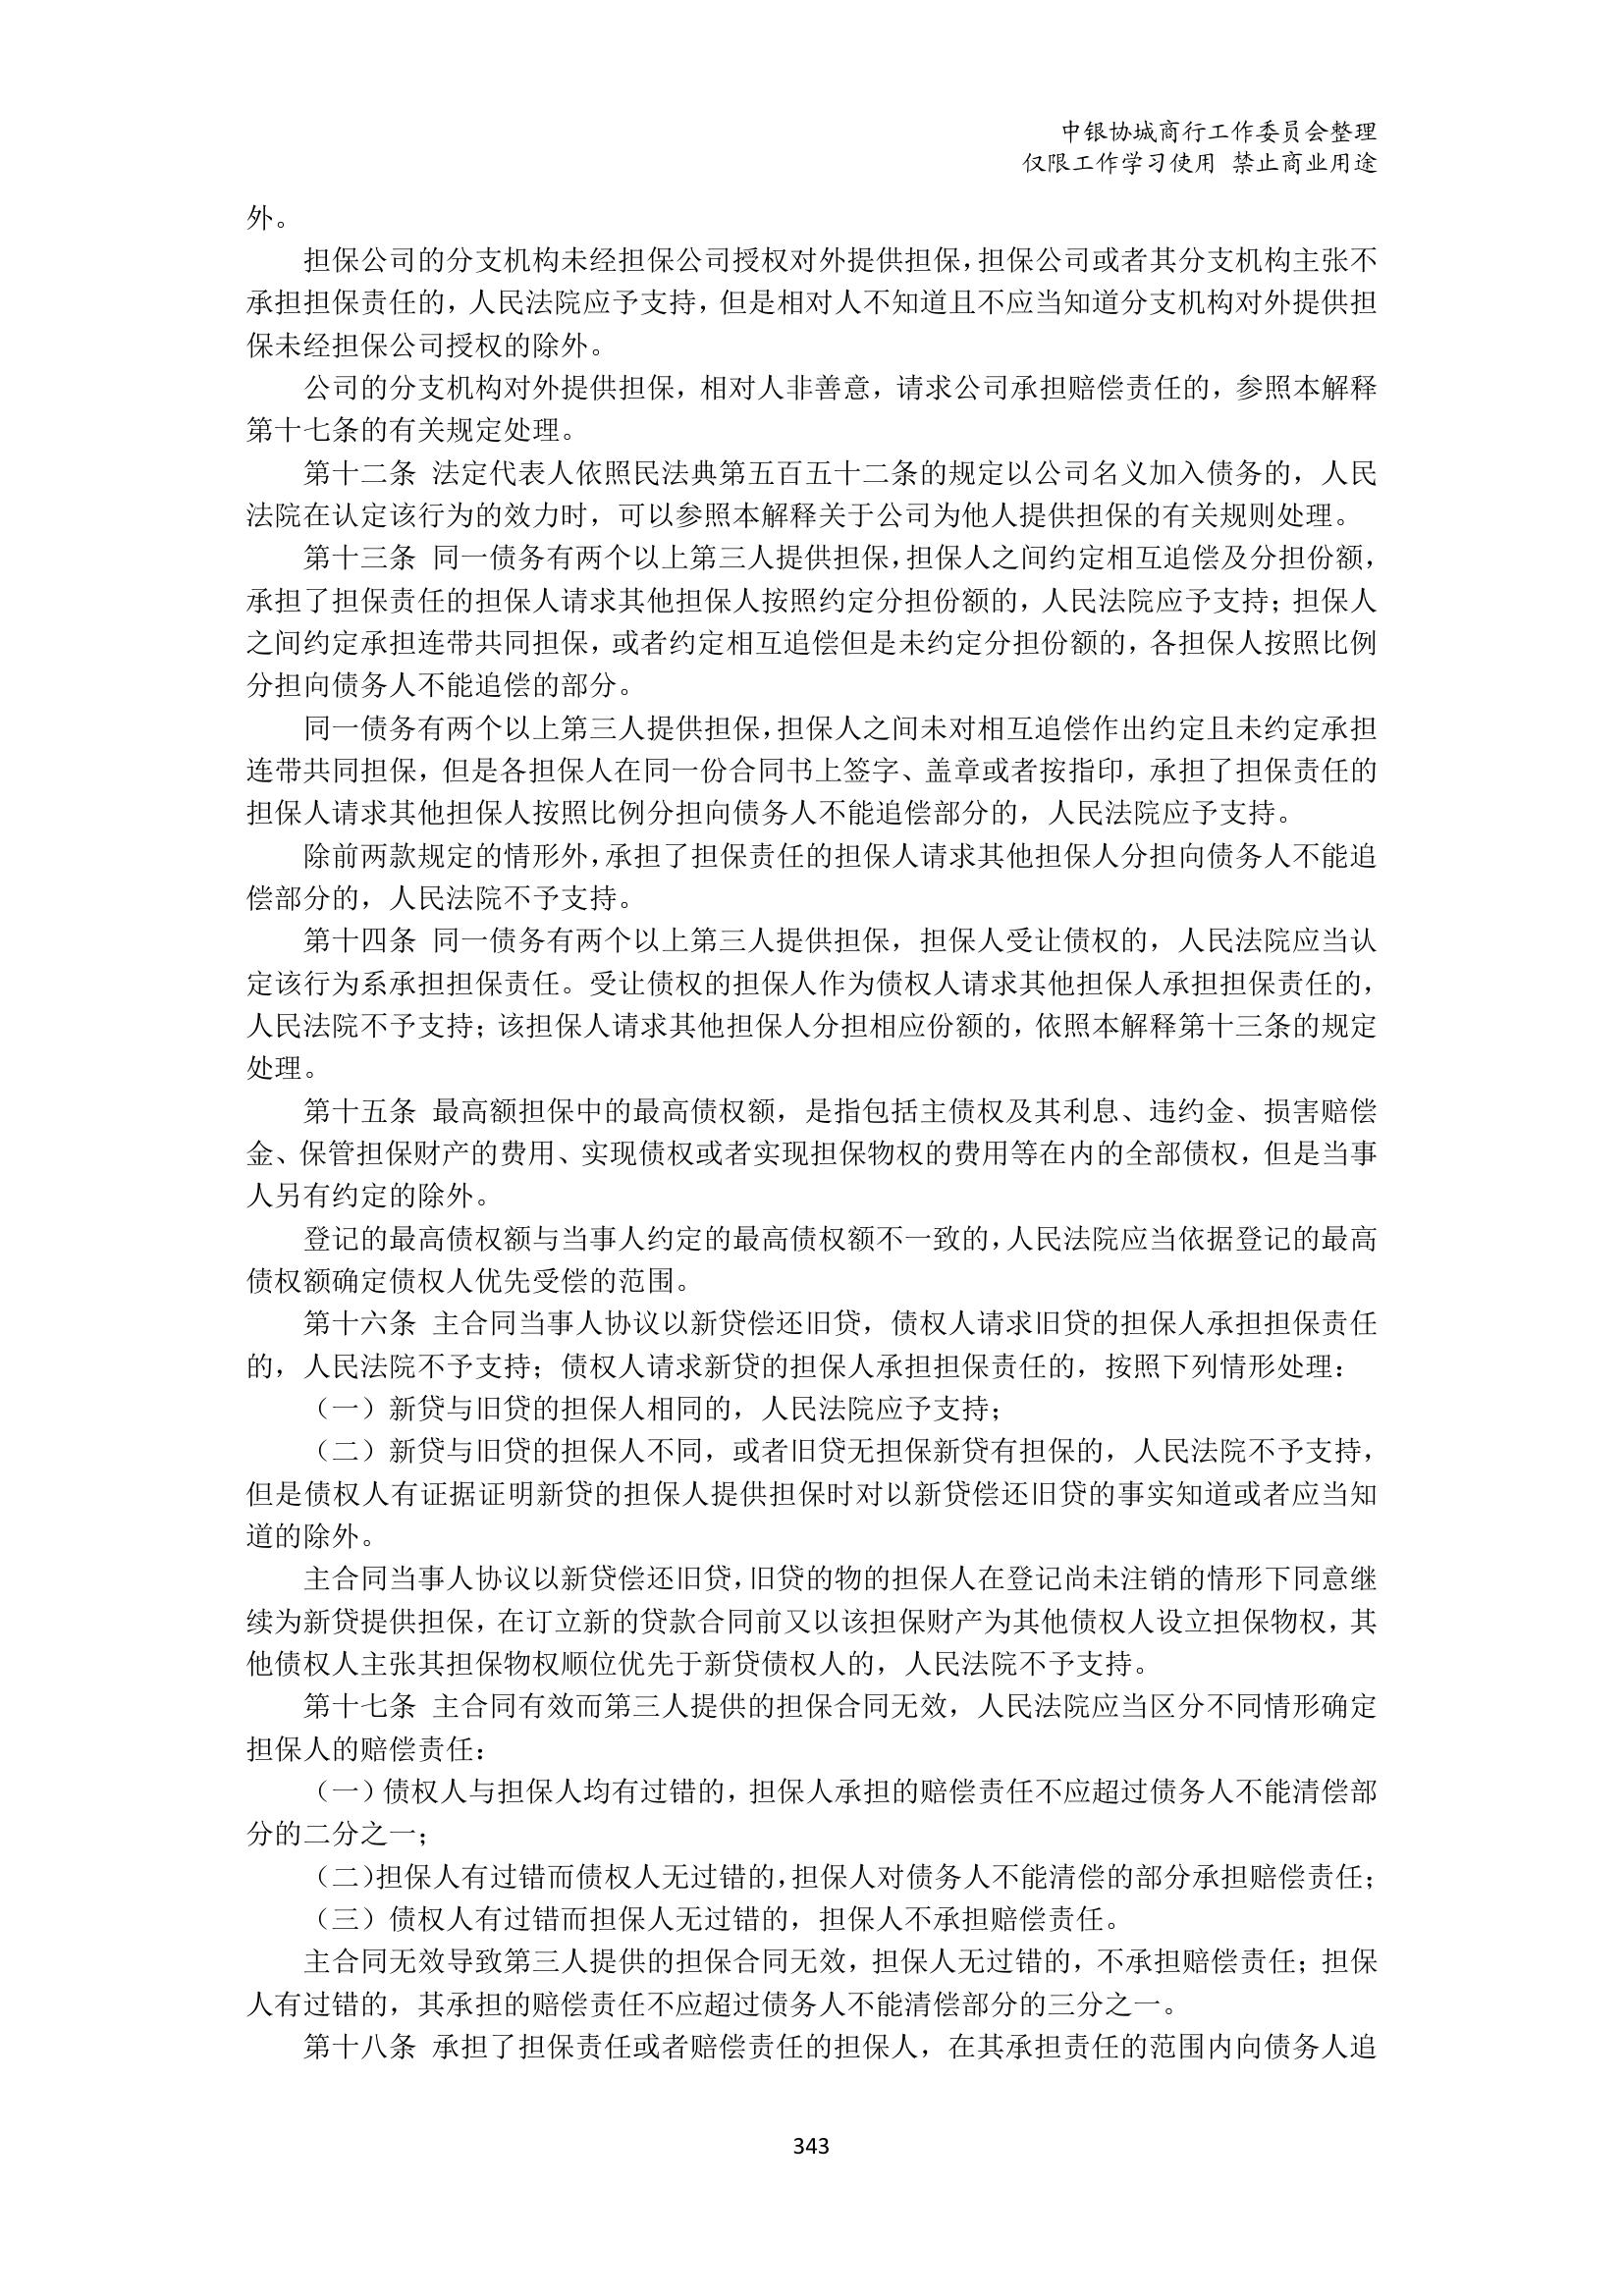 中银协城商行工作委员会整理
仅限工作学习使用 禁止商业用途
外。
担保公司的分支机构未经担保公司授权对外提供担保，担保公司或者其分支机构主张不
承担担保责任的，人民法院应予支持，但是相对人不知道且不应当知道分支机构对外提供担
保未经担保公司授权的除外。
公司的分支机构对外提供担保，相对人非善意，请求公司承担赔偿责任的，参照本解释
第十七条的有关规定处理。
第十二条 法定代表人依照民法典第五百五十二条的规定以公司名义加入债务的，人民
法院在认定该行为的效力时，可以参照本解释关于公司为他人提供担保的有关规则处理。
第十三条 同一债务有两个以上第三人提供担保，担保人之间约定相互追偿及分担份额，
承担了担保责任的担保人请求其他担保人按照约定分担份额的，人民法院应予支持；担保人
之间约定承担连带共同担保，或者约定相互追偿但是未约定分担份额的，各担保人按照比例
分担向债务人不能追偿的部分。
同一债务有两个以上第三人提供担保，担保人之间未对相互追偿作出约定且未约定承担
连带共同担保，但是各担保人在同一份合同书上签字、盖章或者按指印，承担了担保责任的
担保人请求其他担保人按照比例分担向债务人不能追偿部分的，人民法院应予支持。
除前两款规定的情形外，承担了担保责任的担保人请求其他担保人分担向债务人不能追
偿部分的，人民法院不予支持。
第十四条 同一债务有两个以上第三人提供担保，担保人受让债权的，人民法院应当认
定该行为系承担担保责任。受让债权的担保人作为债权人请求其他担保人承担担保责任的，
人民法院不予支持；该担保人请求其他担保人分担相应份额的，依照本解释第十三条的规定
处理。
第十五条 最高额担保中的最高债权额，是指包括主债权及其利息、违约金、损害赔偿
金、保管担保财产的费用、实现债权或者实现担保物权的费用等在内的全部债权，但是当事
人另有约定的除外。
登记的最高债权额与当事人约定的最高债权额不一致的，人民法院应当依据登记的最高
债权额确定债权人优先受偿的范围。
第十六条 主合同当事人协议以新贷偿还旧贷，债权人请求旧贷的担保人承担担保责任
的，人民法院不予支持；债权人请求新贷的担保人承担担保责任的，按照下列情形处理：
（一）新贷与旧贷的担保人相同的，人民法院应予支持；
（二）新贷与旧贷的担保人不同，或者旧贷无担保新贷有担保的，人民法院不予支持，
但是债权人有证据证明新贷的担保人提供担保时对以新贷偿还旧贷的事实知道或者应当知
道的除外。
主合同当事人协议以新贷偿还旧贷，旧贷的物的担保人在登记尚未注销的情形下同意继
续为新贷提供担保，在订立新的贷款合同前又以该担保财产为其他债权人设立担保物权，其
他债权人主张其担保物权顺位优先于新贷债权人的，人民法院不予支持。
第十七条 主合同有效而第三人提供的担保合同无效，人民法院应当区分不同情形确定
担保人的赔偿责任：
（一）债权人与担保人均有过错的，担保人承担的赔偿责任不应超过债务人不能清偿部
分的二分之一；
（二）担保人有过错而债权人无过错的，担保人对债务人不能清偿的部分承担赔偿责任；
（三）债权人有过错而担保人无过错的，担保人不承担赔偿责任。
主合同无效导致第三人提供的担保合同无效，担保人无过错的，不承担赔偿责任；担保
人有过错的，其承担的赔偿责任不应超过债务人不能清偿部分的三分之一。
第十八条 承担了担保责任或者赔偿责任的担保人，在其承担责任的范围内向债务人追
343